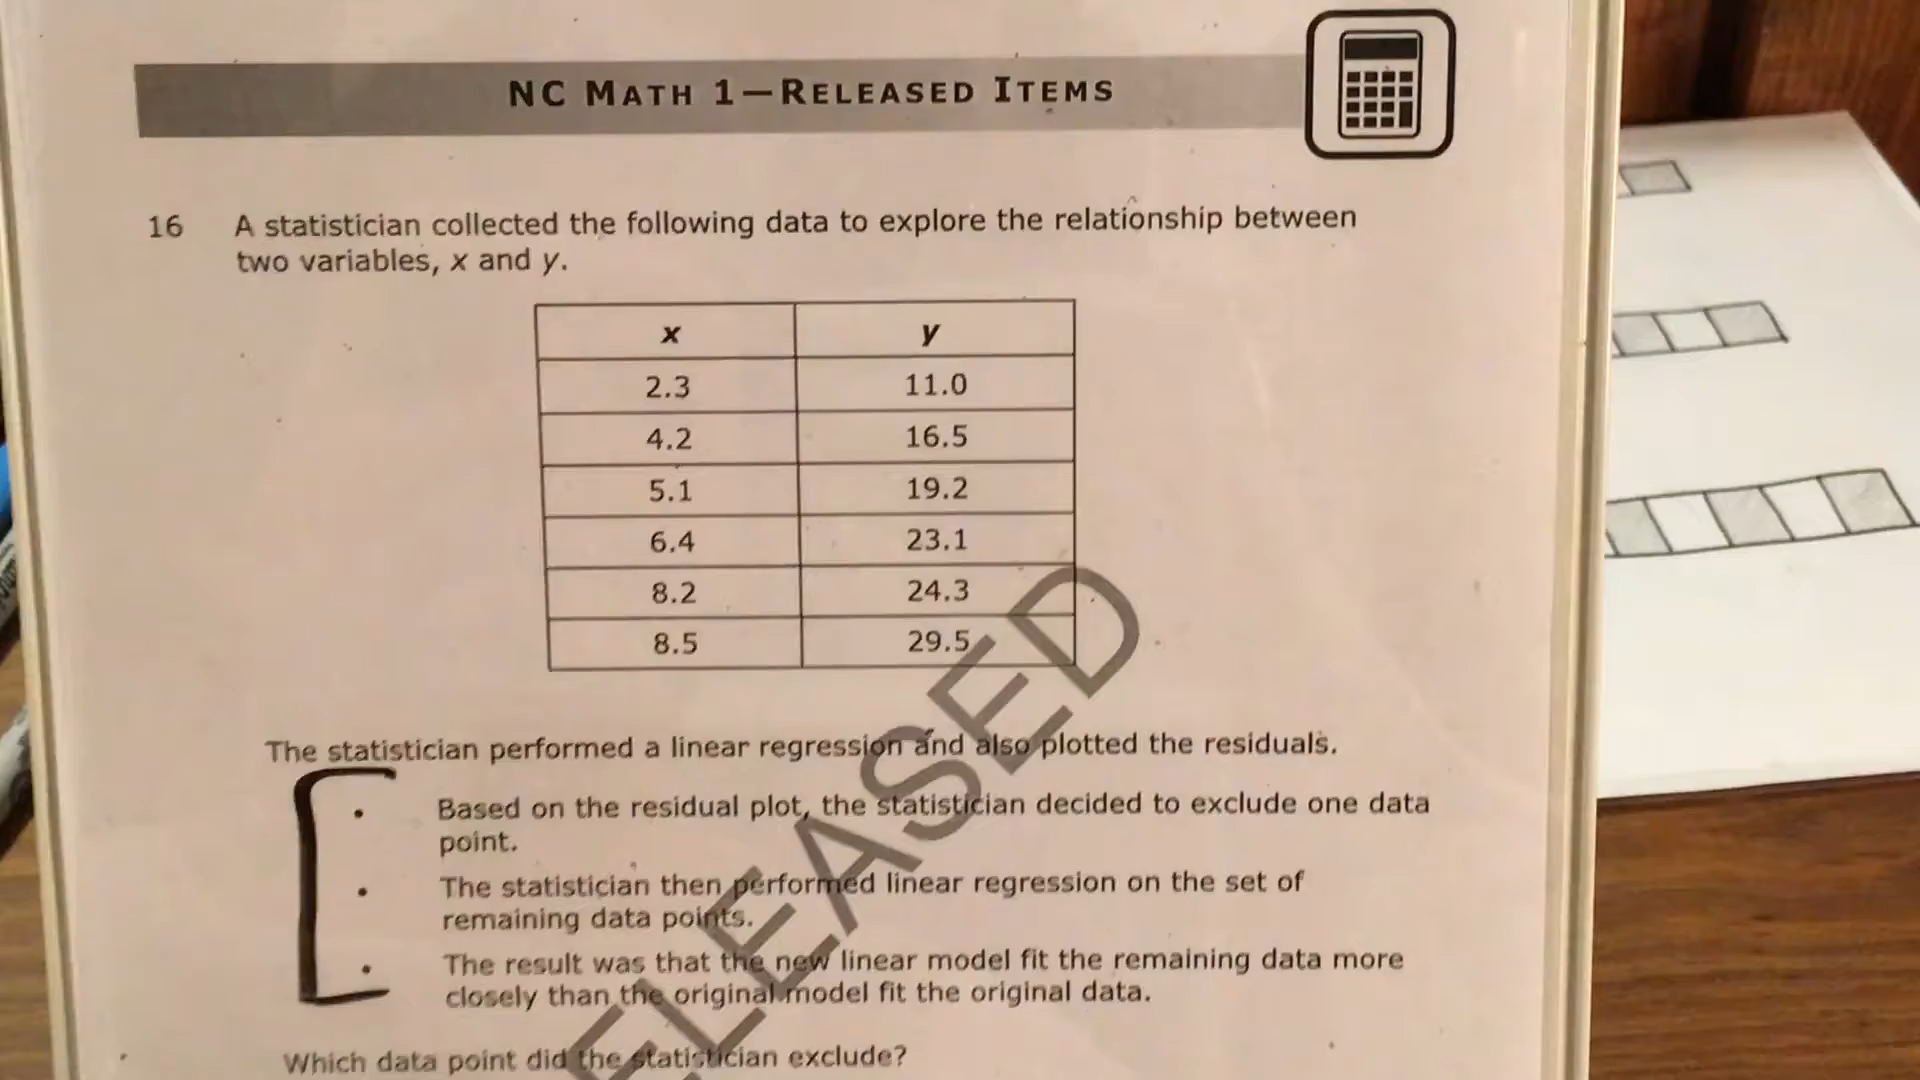 NC MATH 1—RELEASED ITEMS
16 A statistician collected the following data to explore the relationship between
two variables, x and y.
x y
2.3 11.0
4.2 16.5
5.1 19.2
6.4 23.1
8.2 24.3
8.5 29.5
The statistician performed a linear regression and also plotted the residuals.
• Based on the residual plot, the statistician decided to exclude one data
point.
• The statistician then performed linear regression on the set of
remaining data points.
• The result was that the new linear model fit the remaining data more
closely than the original model fit the original data.
Which data point did the statistician exclude?
ELEASED